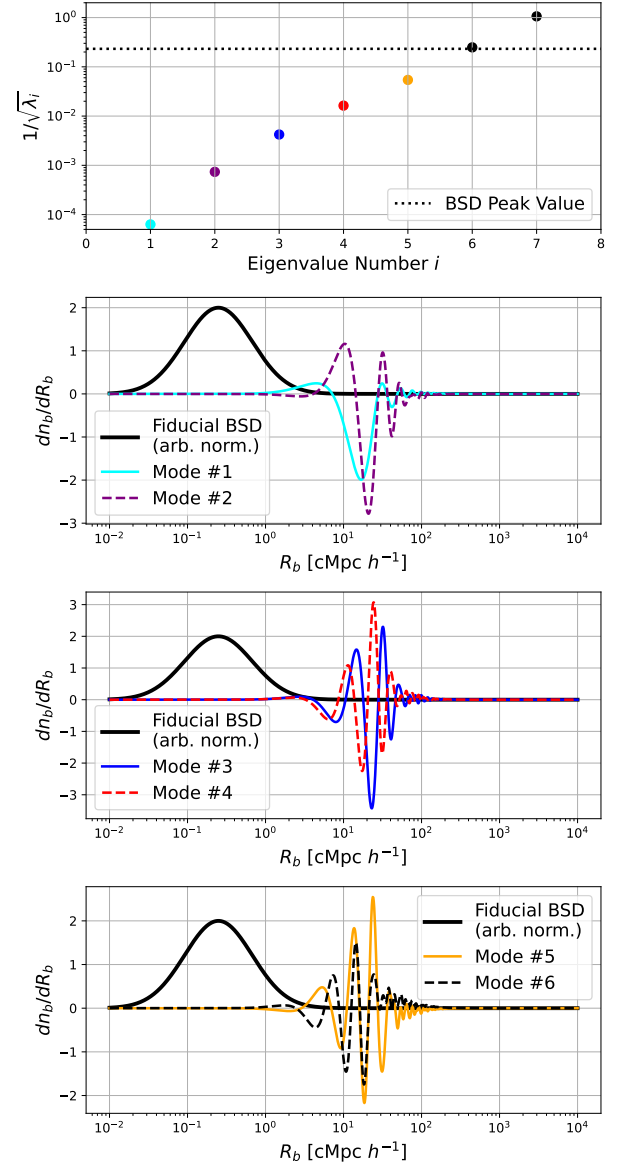 10⁰
10⁻¹
10⁻²
10⁻³
10⁻⁴
1/√λᵢ
BSD Peak Value
0 1 2 3 4 5 6 7 8
Eigenvalue Number i
2
1
0
−1
−2
−3
dn_b/dR_b
Fiducial BSD
(arb. norm.)
Mode #1
Mode #2
10⁻² 10⁻¹ 10⁰ 10¹ 10² 10³ 10⁴
R_b [cMpc h⁻¹]
3
2
1
0
−1
−2
−3
dn_b/dR_b
Fiducial BSD
(arb. norm.)
Mode #3
Mode #4
10⁻² 10⁻¹ 10⁰ 10¹ 10² 10³ 10⁴
R_b [cMpc h⁻¹]
2
1
0
−1
−2
dn_b/dR_b
Fiducial BSD
(arb. norm.)
Mode #5
Mode #6
10⁻² 10⁻¹ 10⁰ 10¹ 10² 10³ 10⁴
R_b [cMpc h⁻¹]